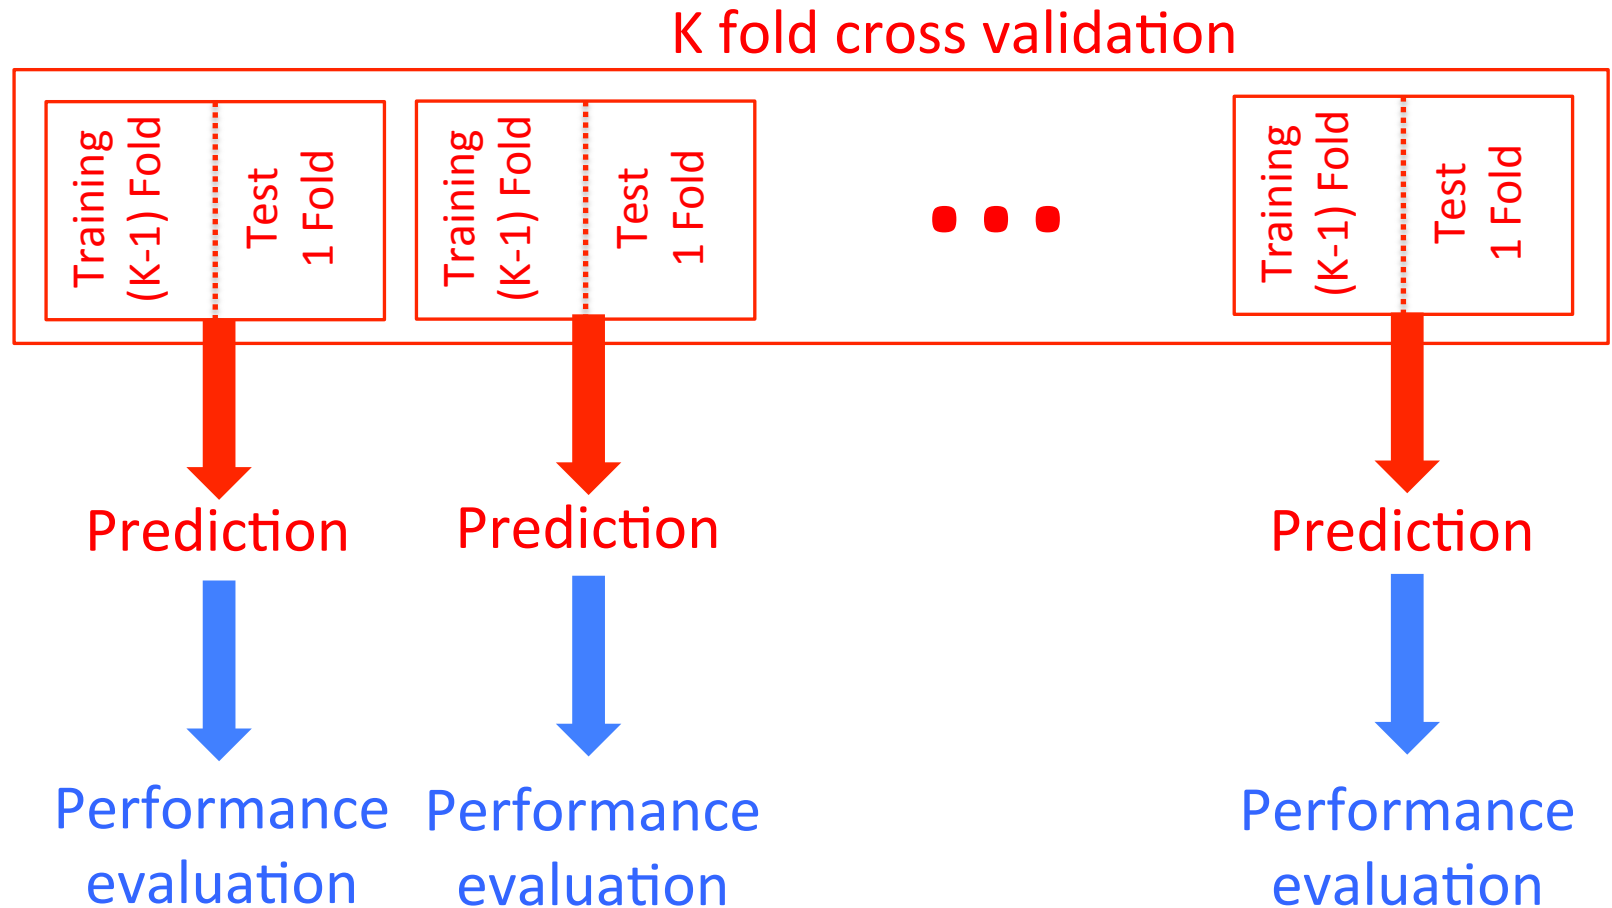 K fold cross validation
Training
(K-1) Fold
Test
1 Fold
Training
(K-1) Fold
Test
1 Fold
...
Training
(K-1) Fold
Test
1 Fold
Prediction
Prediction
Prediction
Performance
evaluation
Performance
evaluation
Performance
evaluation